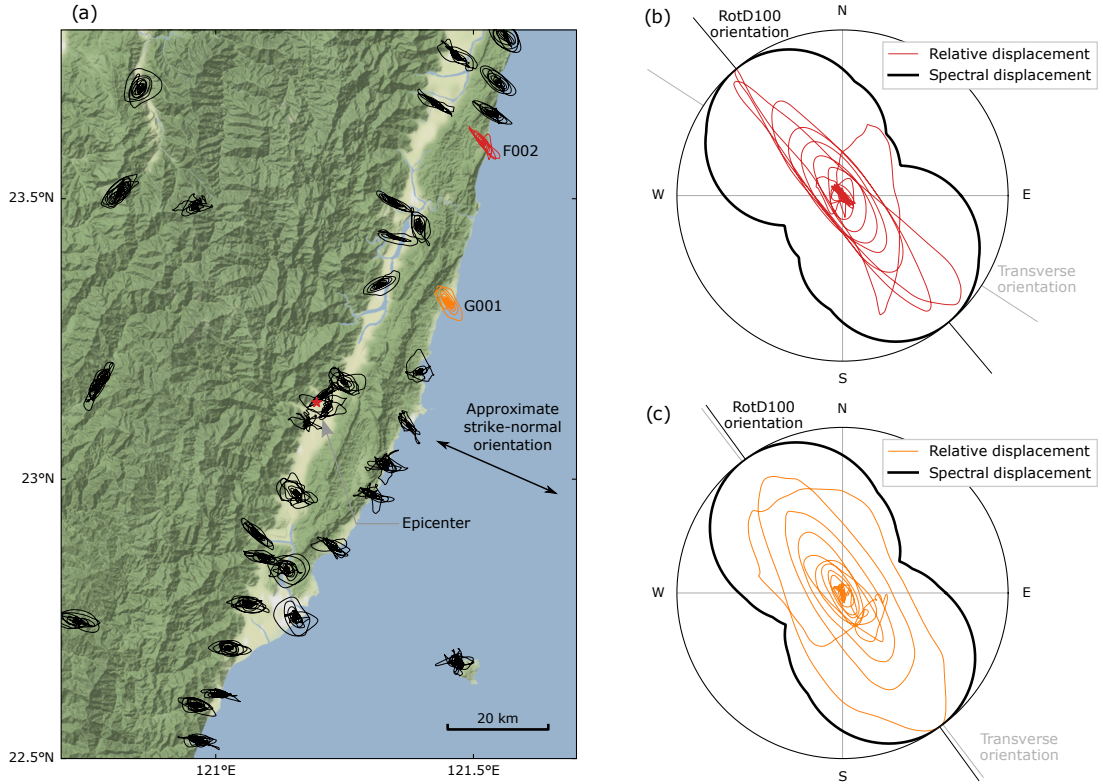 (a)
F002
G001
Approximate
strike-normal
orientation
Epicenter
20 km
23.5°N
23°N
22.5°N
121°E
121.5°E
(b)
RotD100
orientation
N
Relative displacement
Spectral displacement
W
E
Transverse
orientation
S
(c)
RotD100
orientation
N
Relative displacement
Spectral displacement
W
E
Transverse
orientation
S